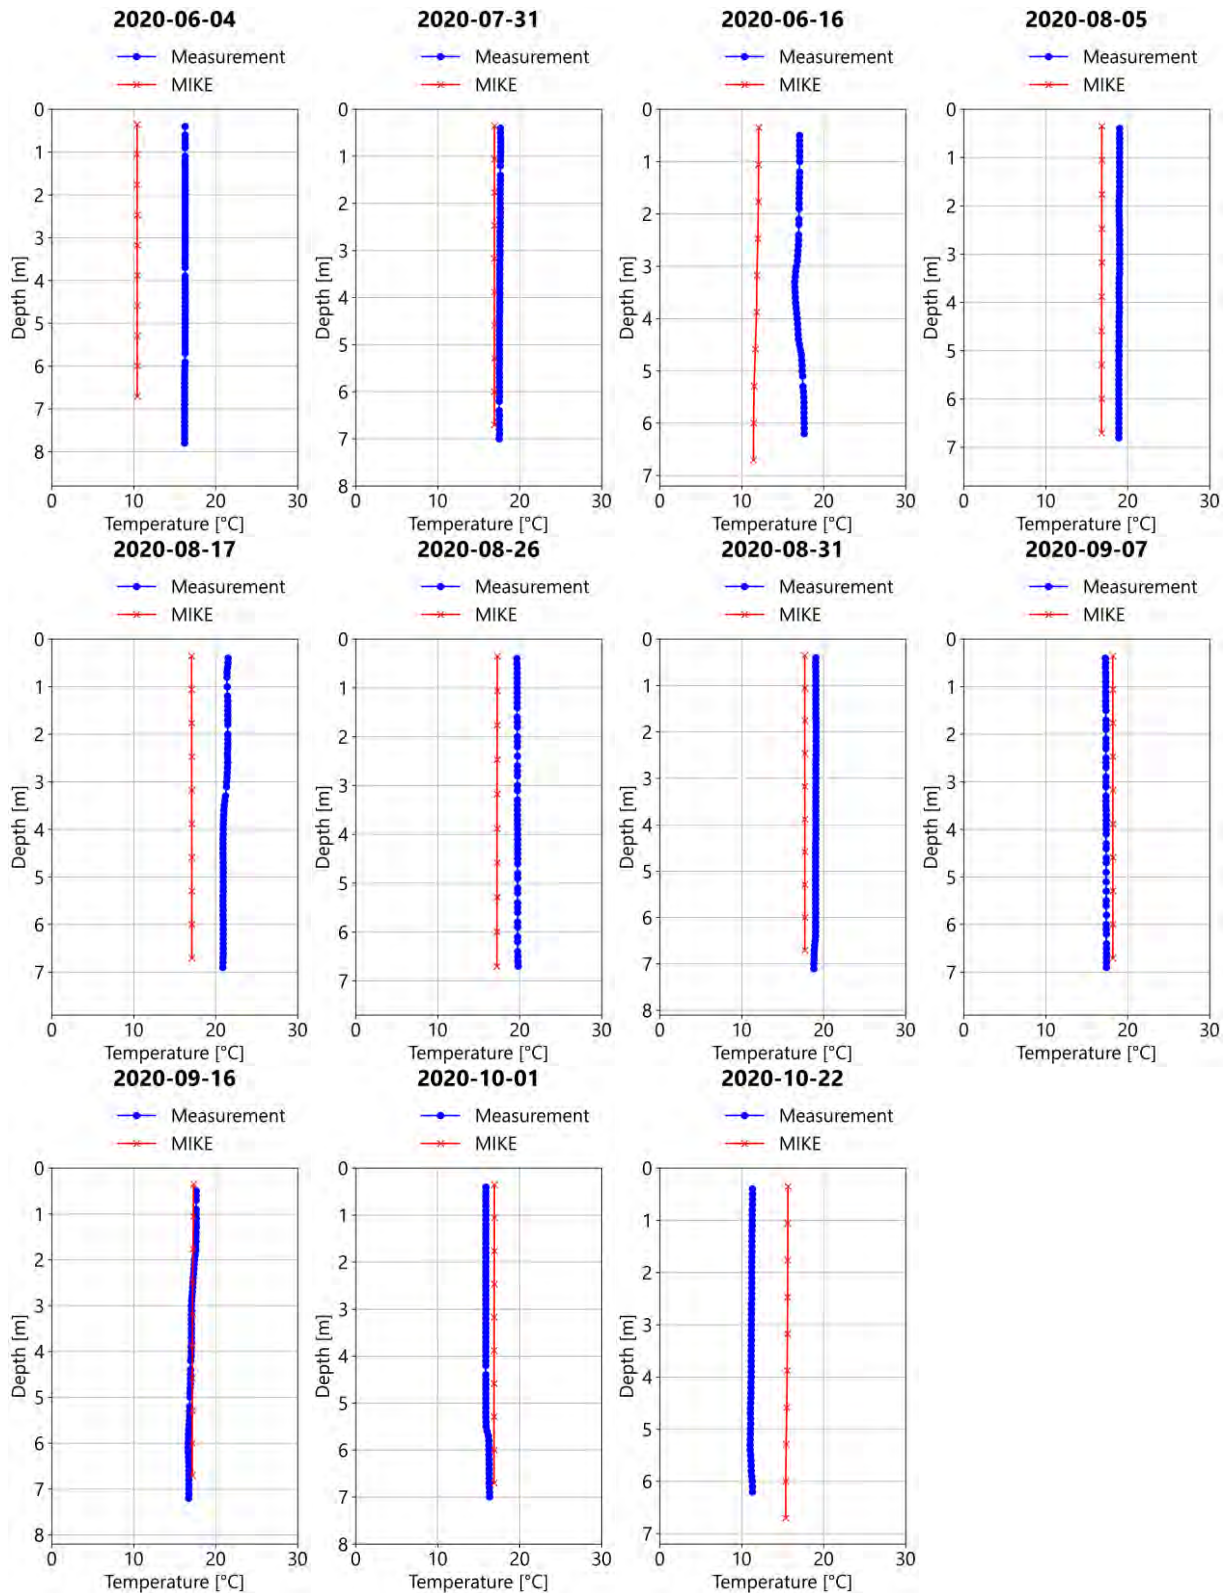 2020-06-04
Measurement
MIKE
0
1
2
3
4
5
6
7
8
Depth [m]
0 10 20 30
Temperature [°C]
2020-07-31
Measurement
MIKE
0
1
2
3
4
5
6
7
8
Depth [m]
0 10 20 30
Temperature [°C]
2020-06-16
Measurement
MIKE
0
1
2
3
4
5
6
7
Depth [m]
0 10 20 30
Temperature [°C]
2020-08-05
Measurement
MIKE
0
1
2
3
4
5
6
7
Depth [m]
0 10 20 30
Temperature [°C]
2020-08-17
Measurement
MIKE
0
1
2
3
4
5
6
7
Depth [m]
0 10 20 30
Temperature [°C]
2020-08-26
Measurement
MIKE
0
1
2
3
4
5
6
7
Depth [m]
0 10 20 30
Temperature [°C]
2020-08-31
Measurement
MIKE
0
1
2
3
4
5
6
7
8
Depth [m]
0 10 20 30
Temperature [°C]
2020-09-07
Measurement
MIKE
0
1
2
3
4
5
6
7
Depth [m]
0 10 20 30
Temperature [°C]
2020-09-16
Measurement
MIKE
0
1
2
3
4
5
6
7
8
Depth [m]
0 10 20 30
Temperature [°C]
2020-10-01
Measurement
MIKE
0
1
2
3
4
5
6
7
8
Depth [m]
0 10 20 30
Temperature [°C]
2020-10-22
Measurement
MIKE
0
1
2
3
4
5
6
7
Depth [m]
0 10 20 30
Temperature [°C]